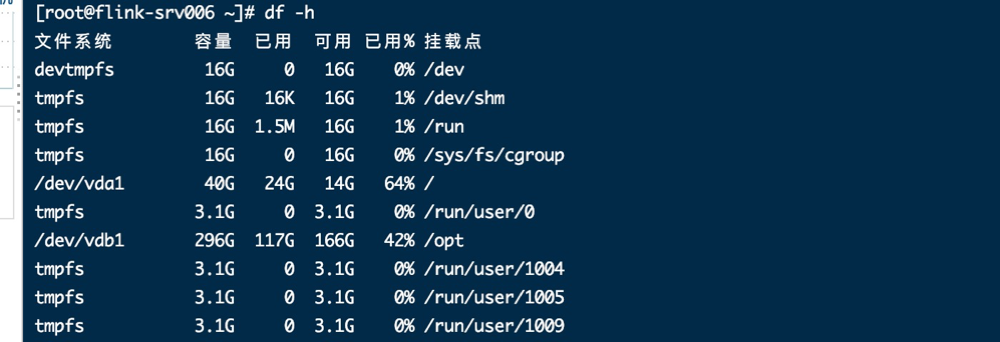 [root@flink-srv006 ~]# df -h
文件系统 容量 已用 可用 已用% 挂载点
devtmpfs 16G 0 16G 0% /dev
tmpfs 16G 16K 16G 1% /dev/shm
tmpfs 16G 1.5M 16G 1% /run
tmpfs 16G 0 16G 0% /sys/fs/cgroup
/dev/vda1 40G 24G 14G 64% /
tmpfs 3.1G 0 3.1G 0% /run/user/0
/dev/vdb1 296G 117G 166G 42% /opt
tmpfs 3.1G 0 3.1G 0% /run/user/1004
tmpfs 3.1G 0 3.1G 0% /run/user/1005
tmpfs 3.1G 0 3.1G 0% /run/user/1009